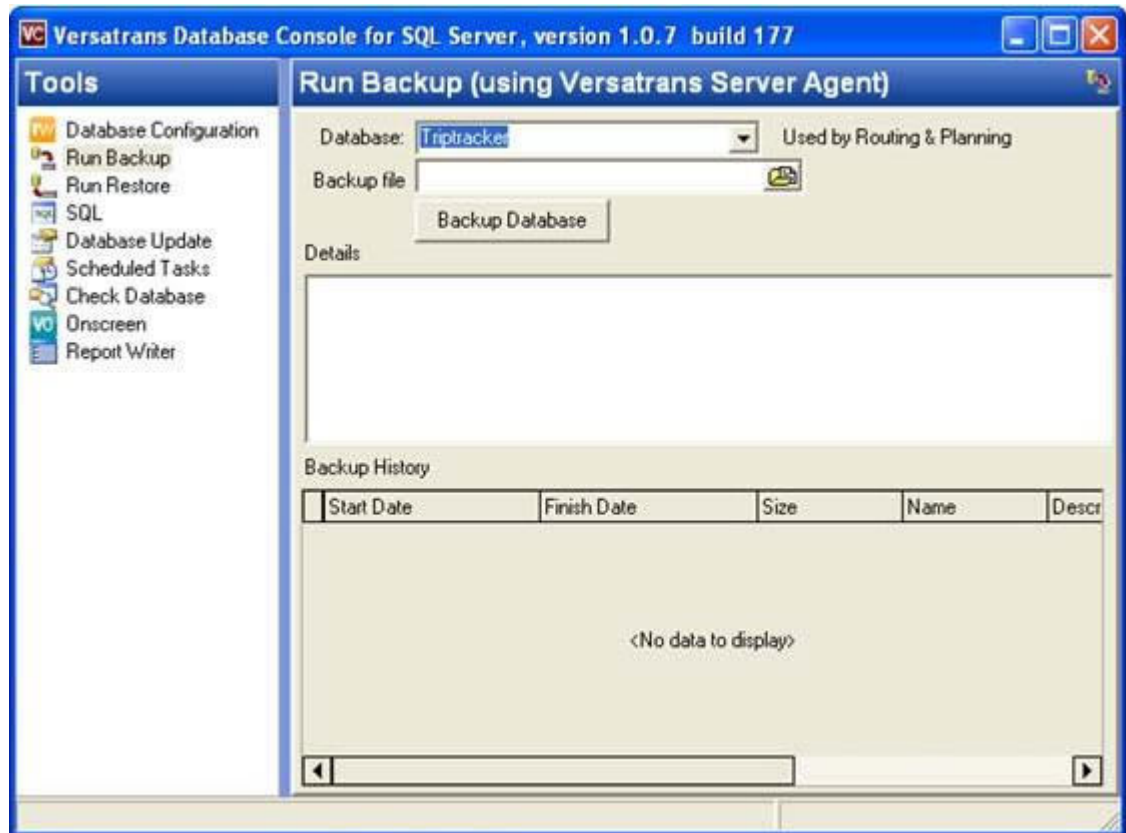 VC Versatrans Database Console for SQL Server, version 1.0.7 build 177
Tools
Database Configuration
Run Backup
Run Restore
SQL
Database Update
Scheduled Tasks
Check Database
VO Onscreen
Report Writer
Run Backup (using Versatrans Server Agent)
Database: Triptracker Used by Routing & Planning
Backup file
Backup Database
Details
Backup History
Start Date Finish Date Size Name Descr
<No data to display>